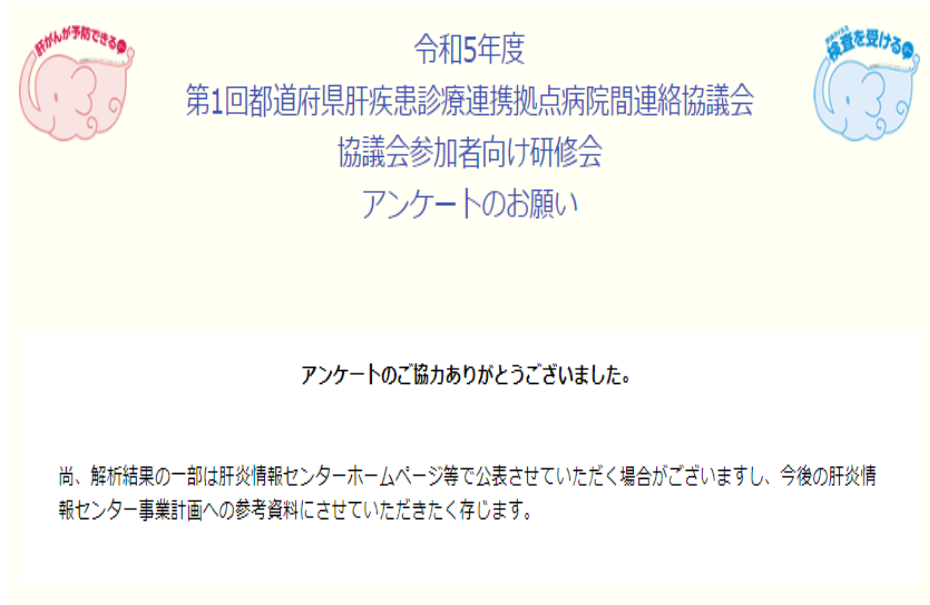 肝がんが予防できるゾウ
検査を受けるゾウ
令和5年度
第1回都道府県肝疾患診療連携拠点病院間連絡協議会
協議会参加者向け研修会
アンケートのお願い
アンケートのご協力ありがとうございました。
尚、解析結果の一部は肝炎情報センターホームページ等で公表させていただく場合がございますし、今後の肝炎情
報センター事業計画への参考資料にさせていただきたく存じます。